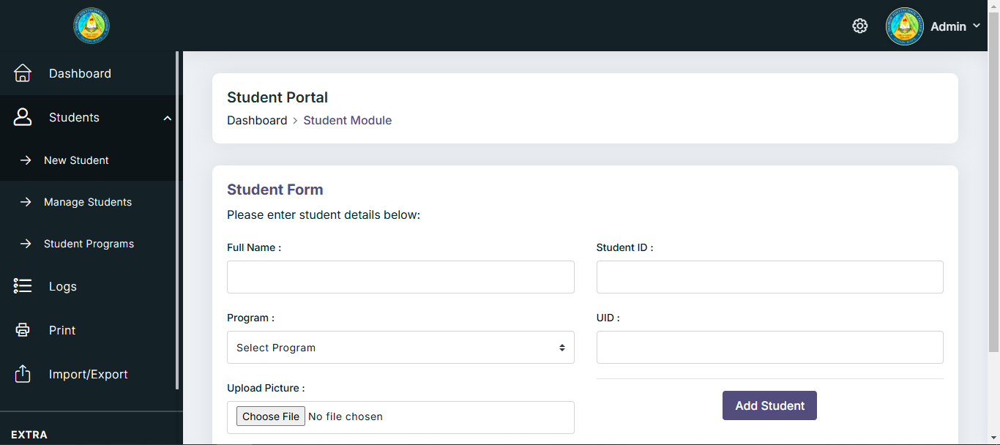 Admin
Dashboard
Students
New Student
Manage Students
Student Programs
Logs
Print
Import/Export
EXTRA
Student Portal
Dashboard > Student Module
Student Form
Please enter student details below:
Full Name :
Student ID :
Program :
Select Program
UID :
Upload Picture :
Choose File No file chosen
Add Student